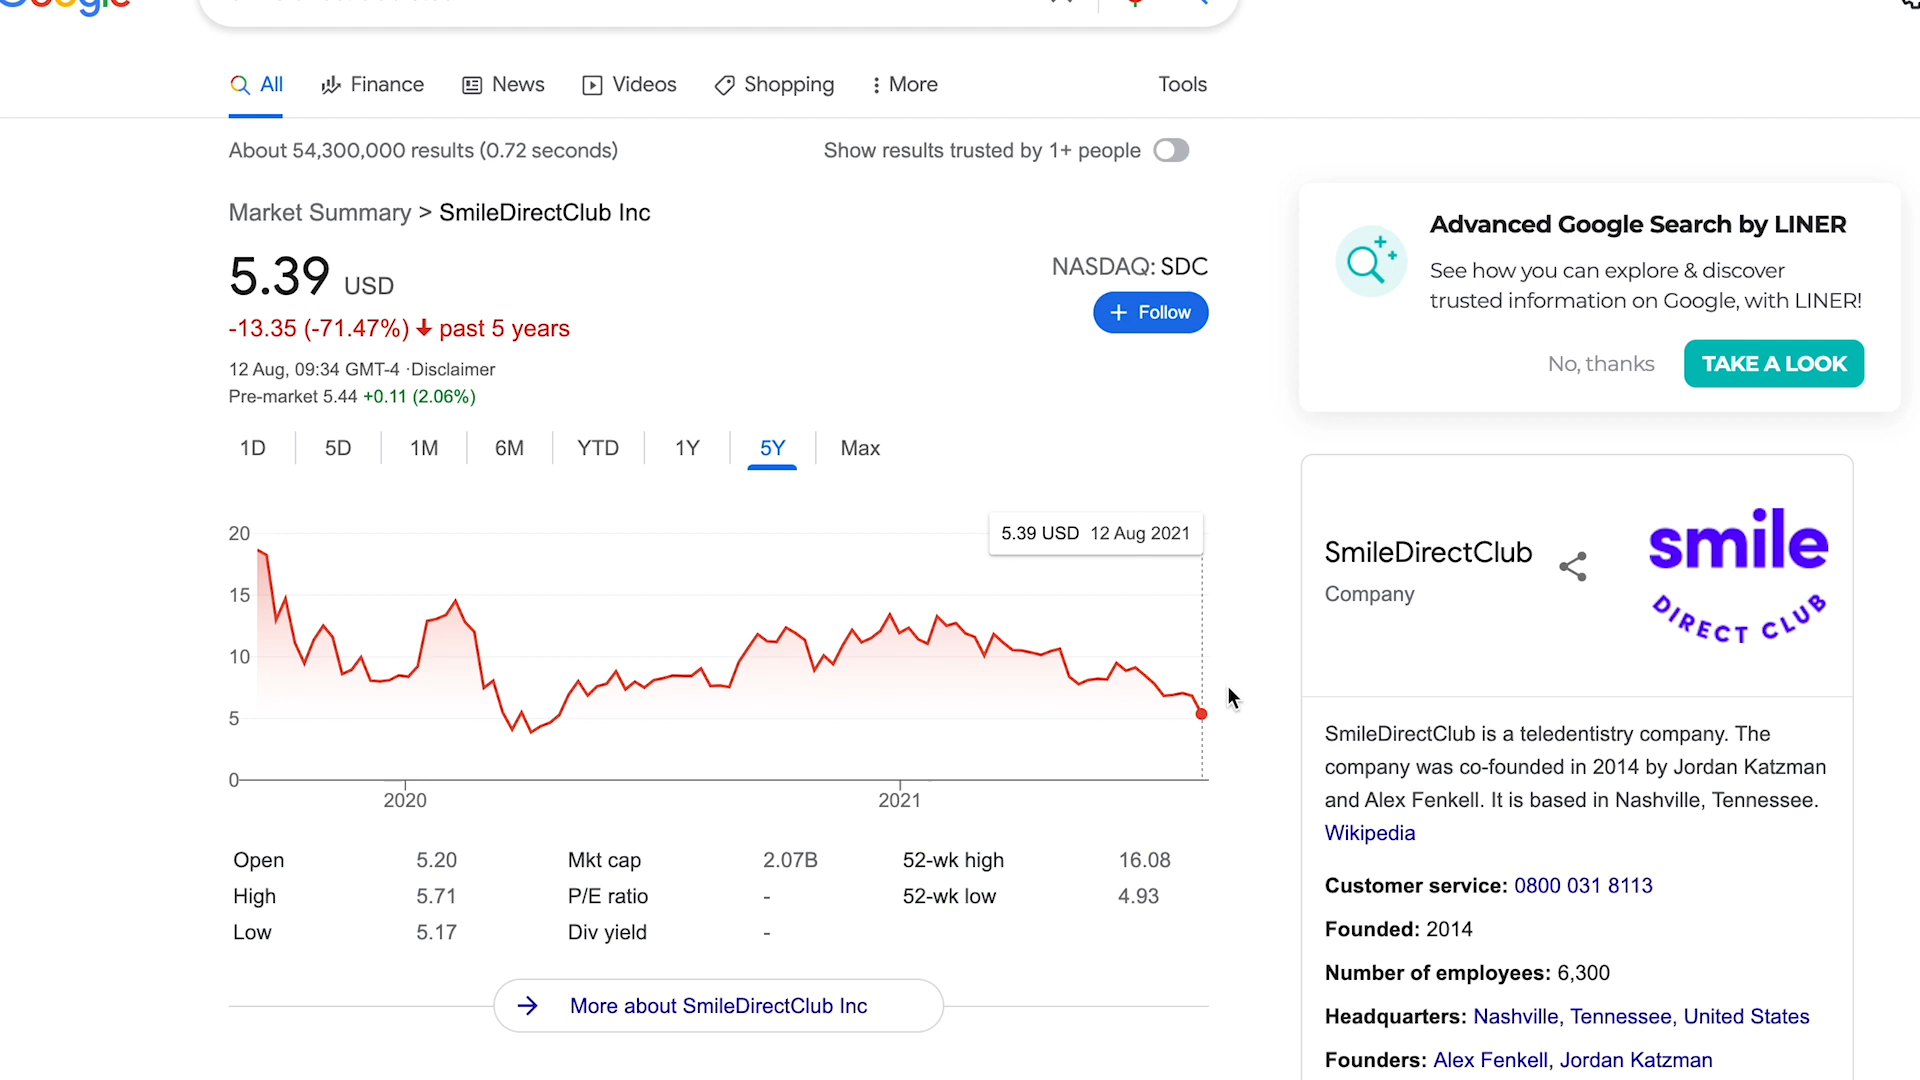 Google
All
Finance
News
Videos
Shopping
More
Tools
About 54,300,000 results (0.72 seconds)
Show results trusted by 1+ people
Market Summary > SmileDirectClub Inc
5.39 USD
NASDAQ: SDC
+ Follow
-13.35 (-71.47%) past 5 years
12 Aug, 09:34 GMT-4 ·Disclaimer
Pre-market 5.44 +0.11 (2.06%)
1D
5D
1M
6M
YTD
1Y
5Y
Max
5.39 USD 12 Aug 2021
20
15
10
5
0
2020
2021
Open 5.20 Mkt cap 2.07B 52-wk high 16.08
High 5.71 P/E ratio - 52-wk low 4.93
Low 5.17 Div yield -
More about SmileDirectClub Inc
Advanced Google Search by LINER
See how you can explore & discover
trusted information on Google, with LINER!
No, thanks
TAKE A LOOK
SmileDirectClub
Company
smile
DIRECT CLUB
SmileDirectClub is a teledentistry company. The
company was co-founded in 2014 by Jordan Katzman
and Alex Fenkell. It is based in Nashville, Tennessee.
Wikipedia
Customer service: 0800 031 8113
Founded: 2014
Number of employees: 6,300
Headquarters: Nashville, Tennessee, United States
Founders: Alex Fenkell, Jordan Katzman